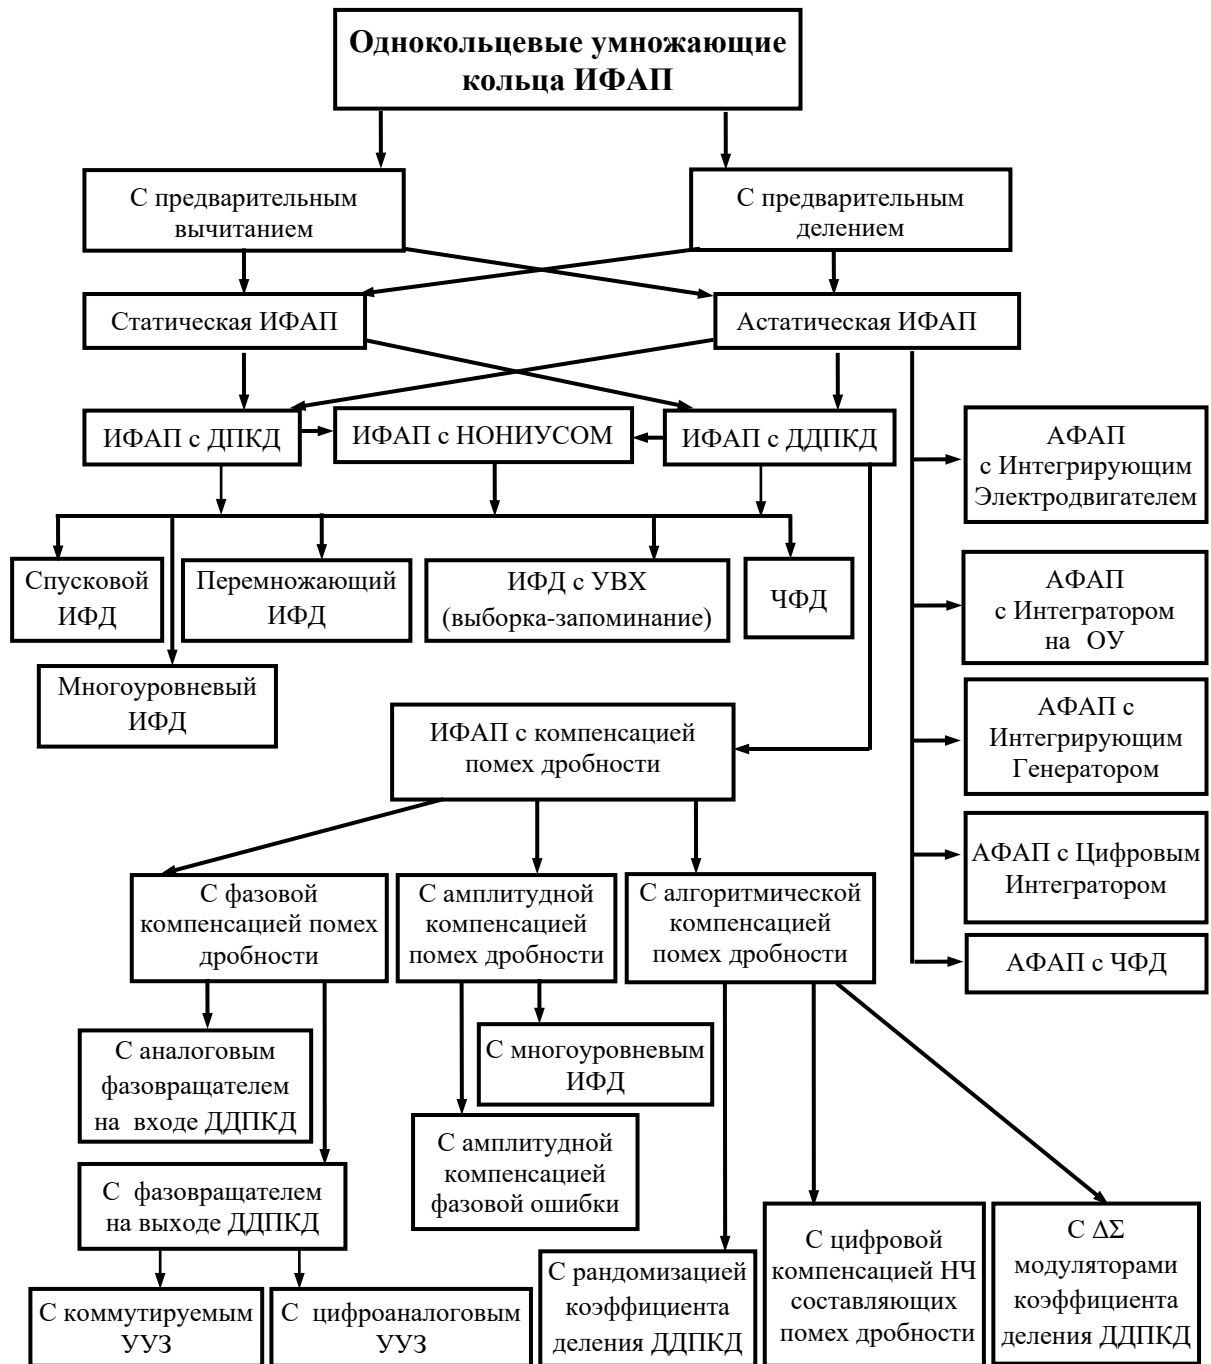 Однокольцевые умножающие
кольца ИФАП
С предварительным
вычитанием
С предварительным
делением
Статическая ИФАП
Астатическая ИФАП
ИФАП с ДПКД
ИФАП с НОНИУСОМ
ИФАП с ДДПКД
АФАП
с Интегрирующим
Электродвигателем
Спусковой
ИФД
Перемножающий
ИФД
ИФД с УВХ
(выборка-запоминание)
ЧФД
АФАП
с Интегратором
на ОУ
Многоуровневый
ИФД
АФАП с
Интегрирующим
Генератором
ИФАП с компенсацией
помех дробности
АФАП с Цифровым
Интегратором
С фазовой
компенсацией помех
дробности
С амплитудной
компенсацией
помех дробности
С алгоритмической
компенсацией
помех дробности
АФАП с ЧФД
С аналоговым
фазовращателем
на входе ДДПКД
С многоуровневым
ИФД
С амплитудной
компенсацией
фазовой ошибки
С фазовращателем
на выходе ДДПКД
С коммутируемым
УУЗ
С цифроаналоговым
УУЗ
С рандомизацией
коэффициента
деления ДДПКД
С цифровой
компенсацией НЧ
составляющих
помех дробности
С ΔΣ
модуляторами
коэффициента
деления ДДПКД